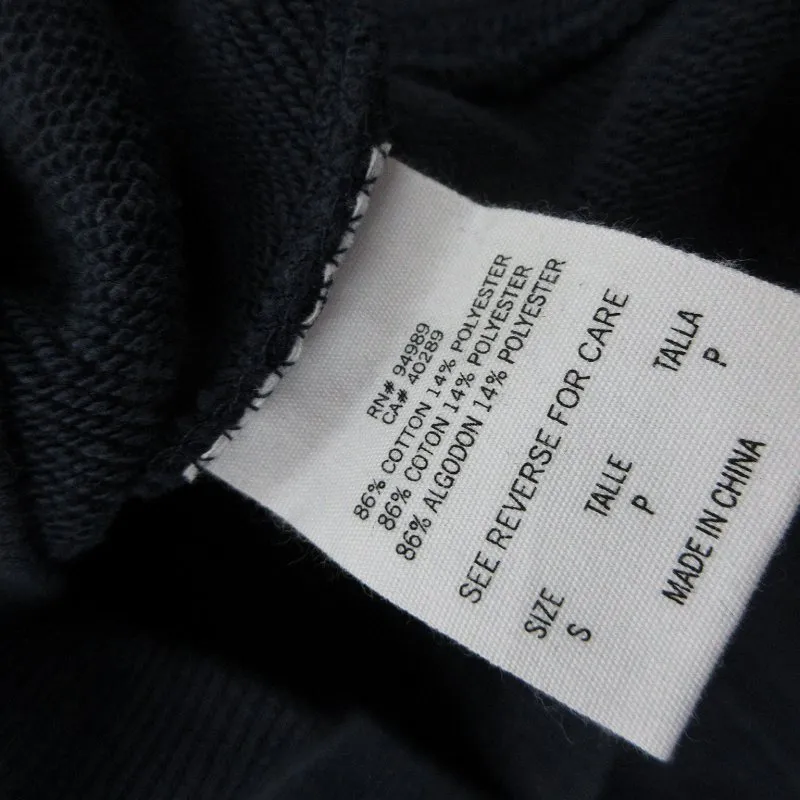 RN# 94989
CA# 40289
86% COTTON 14% POLYESTER
86% COTON 14% POLYESTER
86% ALGODON 14% POLYESTER
SEE REVERSE FOR CARE
SIZE TALLE TALLA
S P P
MADE IN CHINA